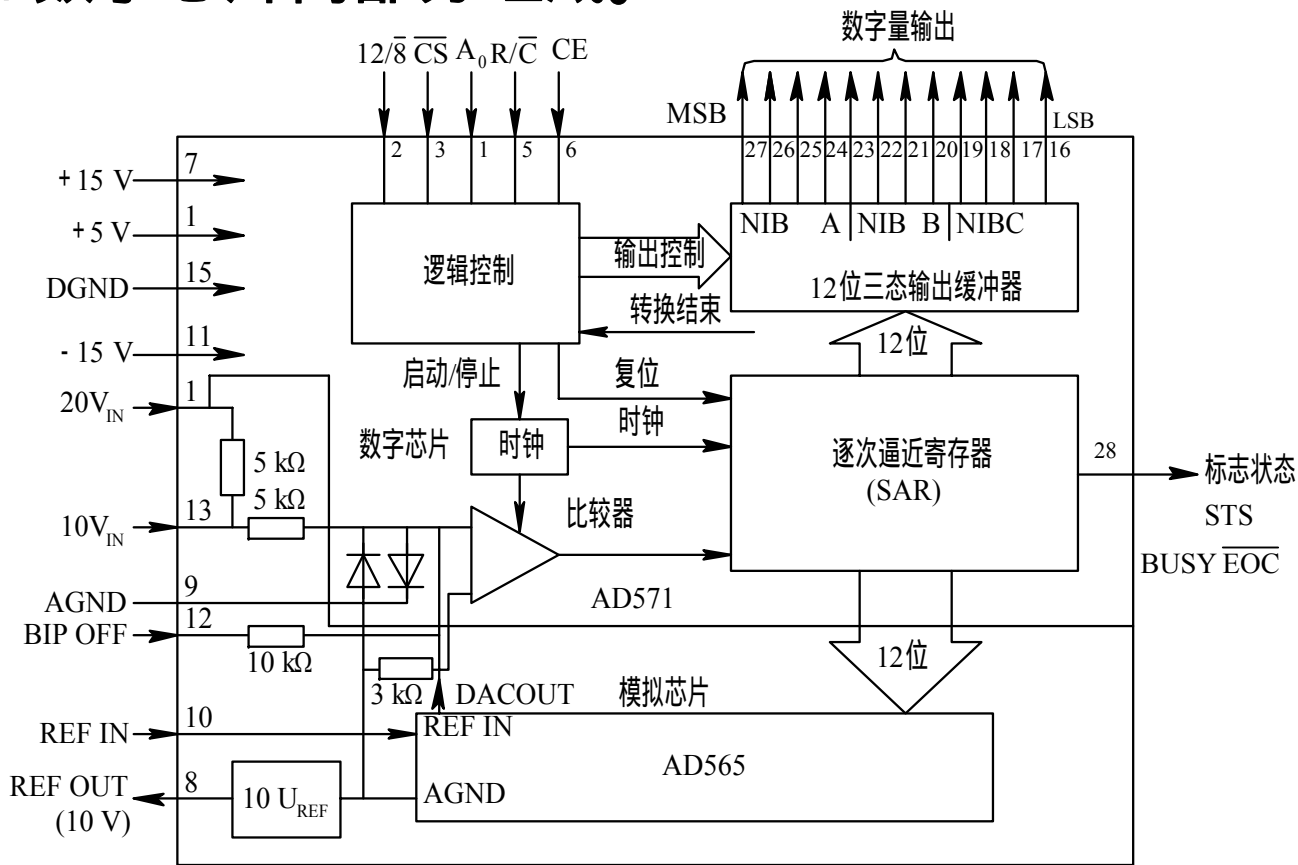 数字量输出
12/8̅ C̅S̅ A₀ R/C̅ CE
MSB
LSB
2 3 1 5 6
27 26 25 24 23 22 21 20 19 18 17 16
+15 V
7
+5 V
1
DGND
15
- 15 V
11
20V_IN
1
10V_IN
13
AGND
9
BIP OFF
12
REF IN
10
REF OUT
(10 V)
8
逻辑控制
输出控制
转换结束
NIB A NIB B NIBC
12位三态输出缓冲器
12位
启动/停止
复位
数字芯片
时钟
时钟
逐次逼近寄存器
(SAR)
28
标志状态
STS
BUSY E̅O̅C̅
5 kΩ
5 kΩ
比较器
AD571
10 kΩ
3 kΩ
DACOUT
模拟芯片
12位
REF IN
AD565
AGND
10 U_REF